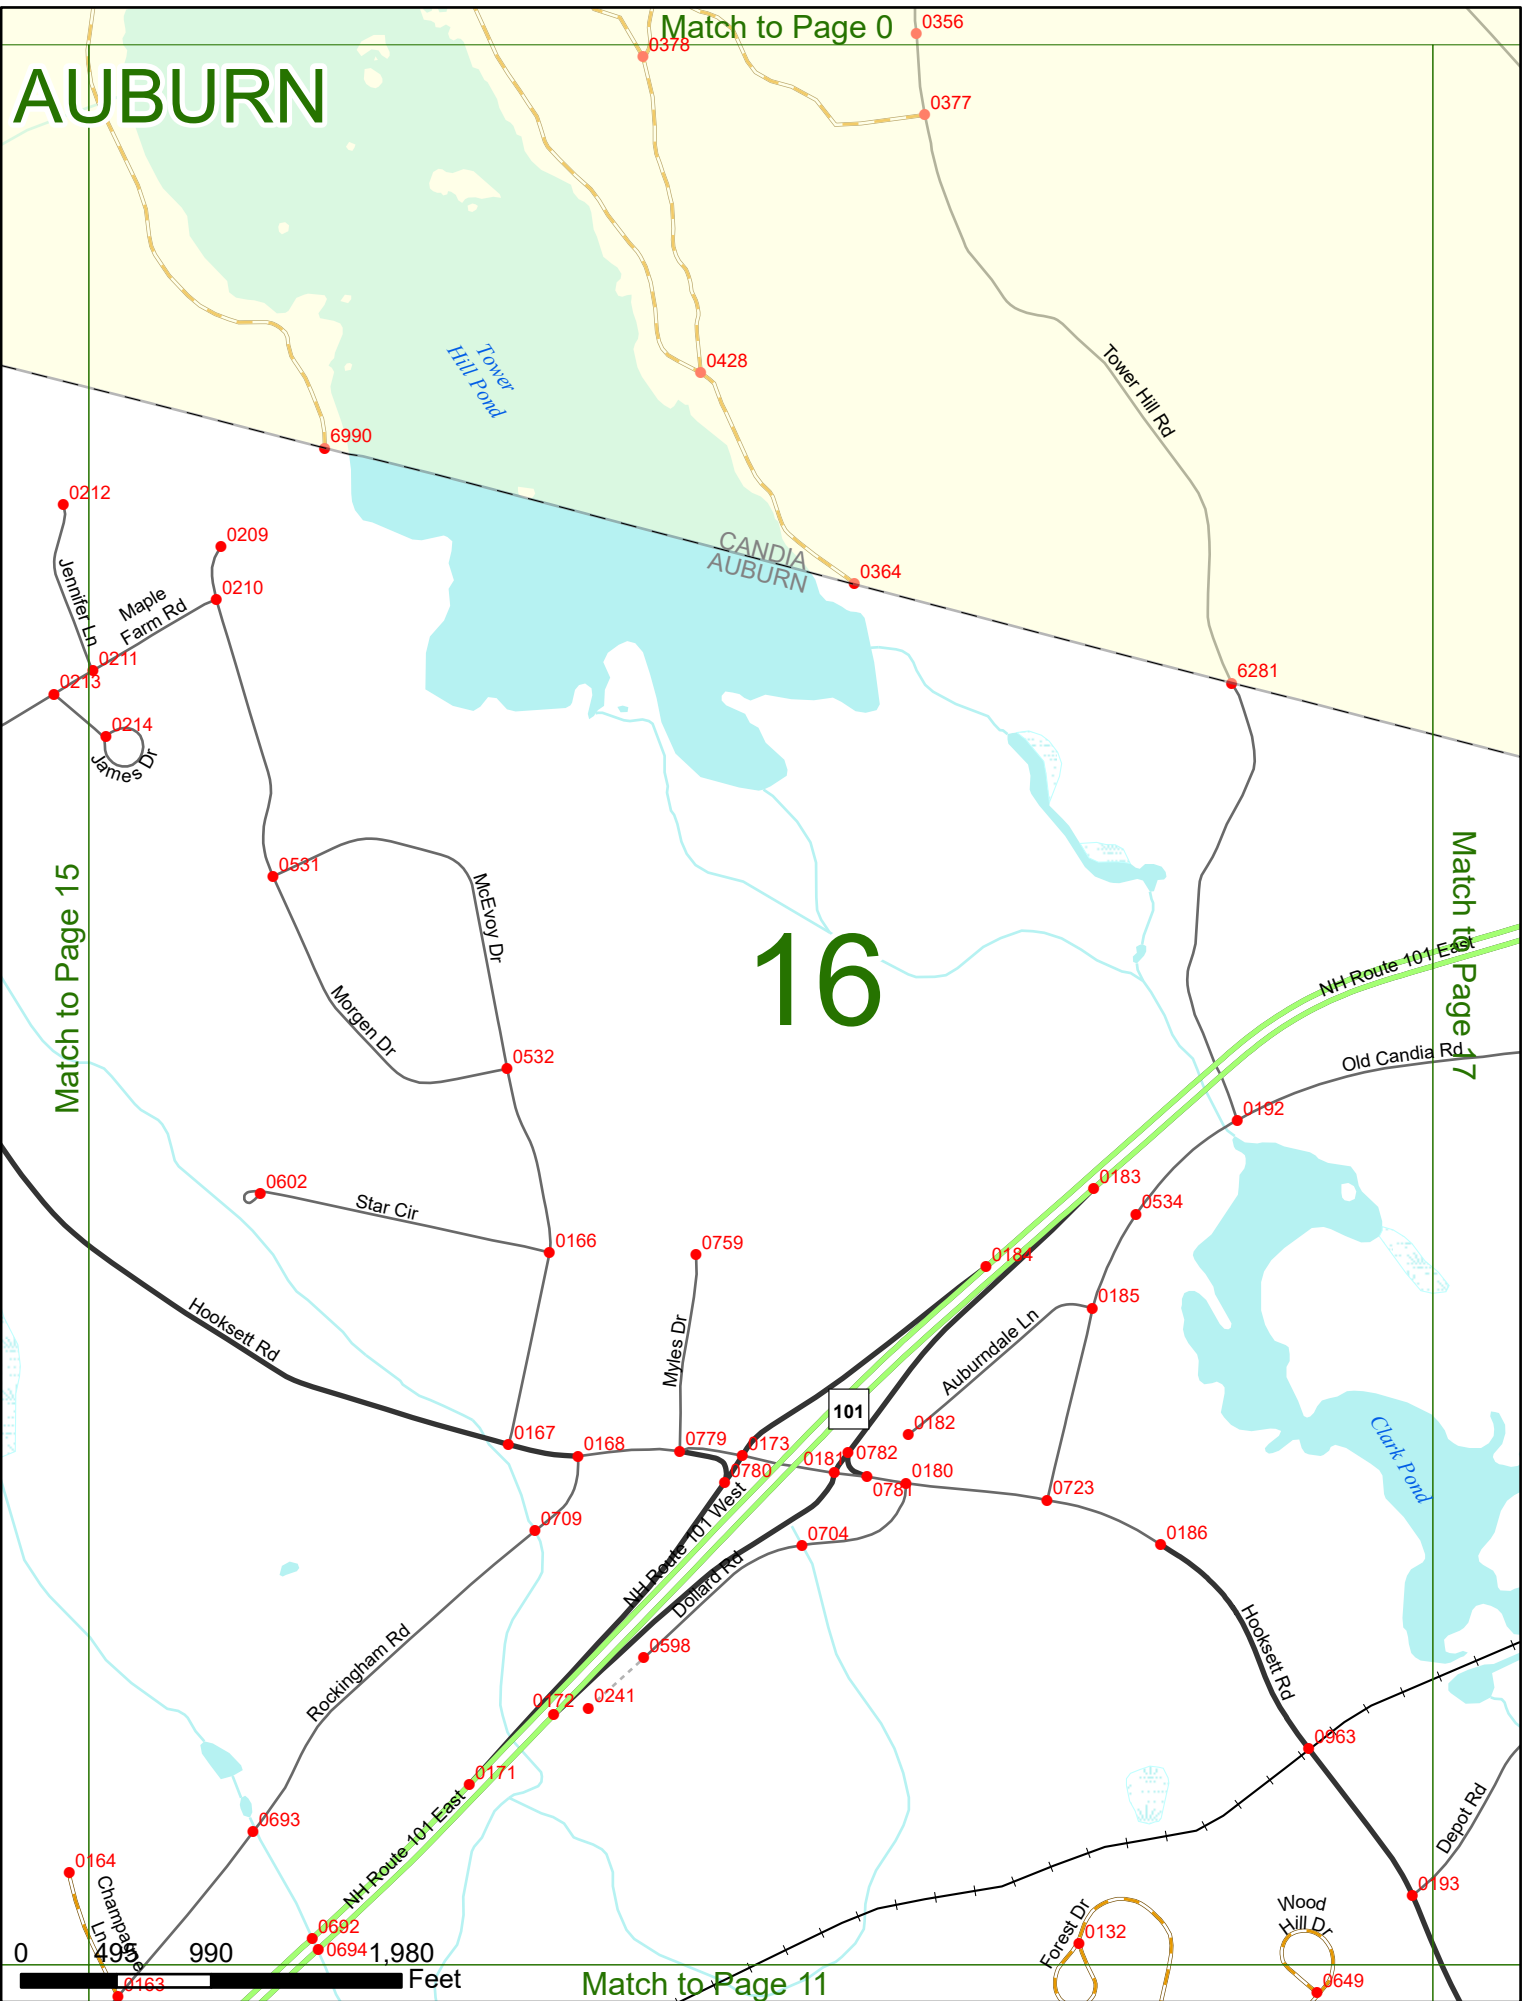 Match to Page 0
0356
0378
AUBURN
0377
Tower
Hill Pond
Tower Hill Rd
0428
6990
0212
0209
CANDIA
AUBURN
0364
Jennifer Ln
Maple
Farm Rd
0210
0211
0213
6281
0214
James Dr
0531
McEvoy Dr
Match to Page 15
Match to Page 17
16
NH Route 101 East
Morgen Dr
0532
Old Candia Rd
0192
0602
Star Cir
0183
0534
0166
0759
0184
0185
Hooksett Rd
Myles Dr
Auburndale Ln
101
0182
0167
0168
0779
0173
0782
0181
0780
0781
0180
Clark Pond
0723
0709
NH Route 101 West
0704
0186
Dollard Rd
0598
Hooksett Rd
Rockingham Rd
0172
0241
0963
0171
0693
NH Route 101 East
Depot Rd
0164
0193
Champagne
Ln
Forest Dr
0132
Wood
Hill Dr
0692
0694
0 495 990 1,980
Feet
0163
Match to Page 11
0649